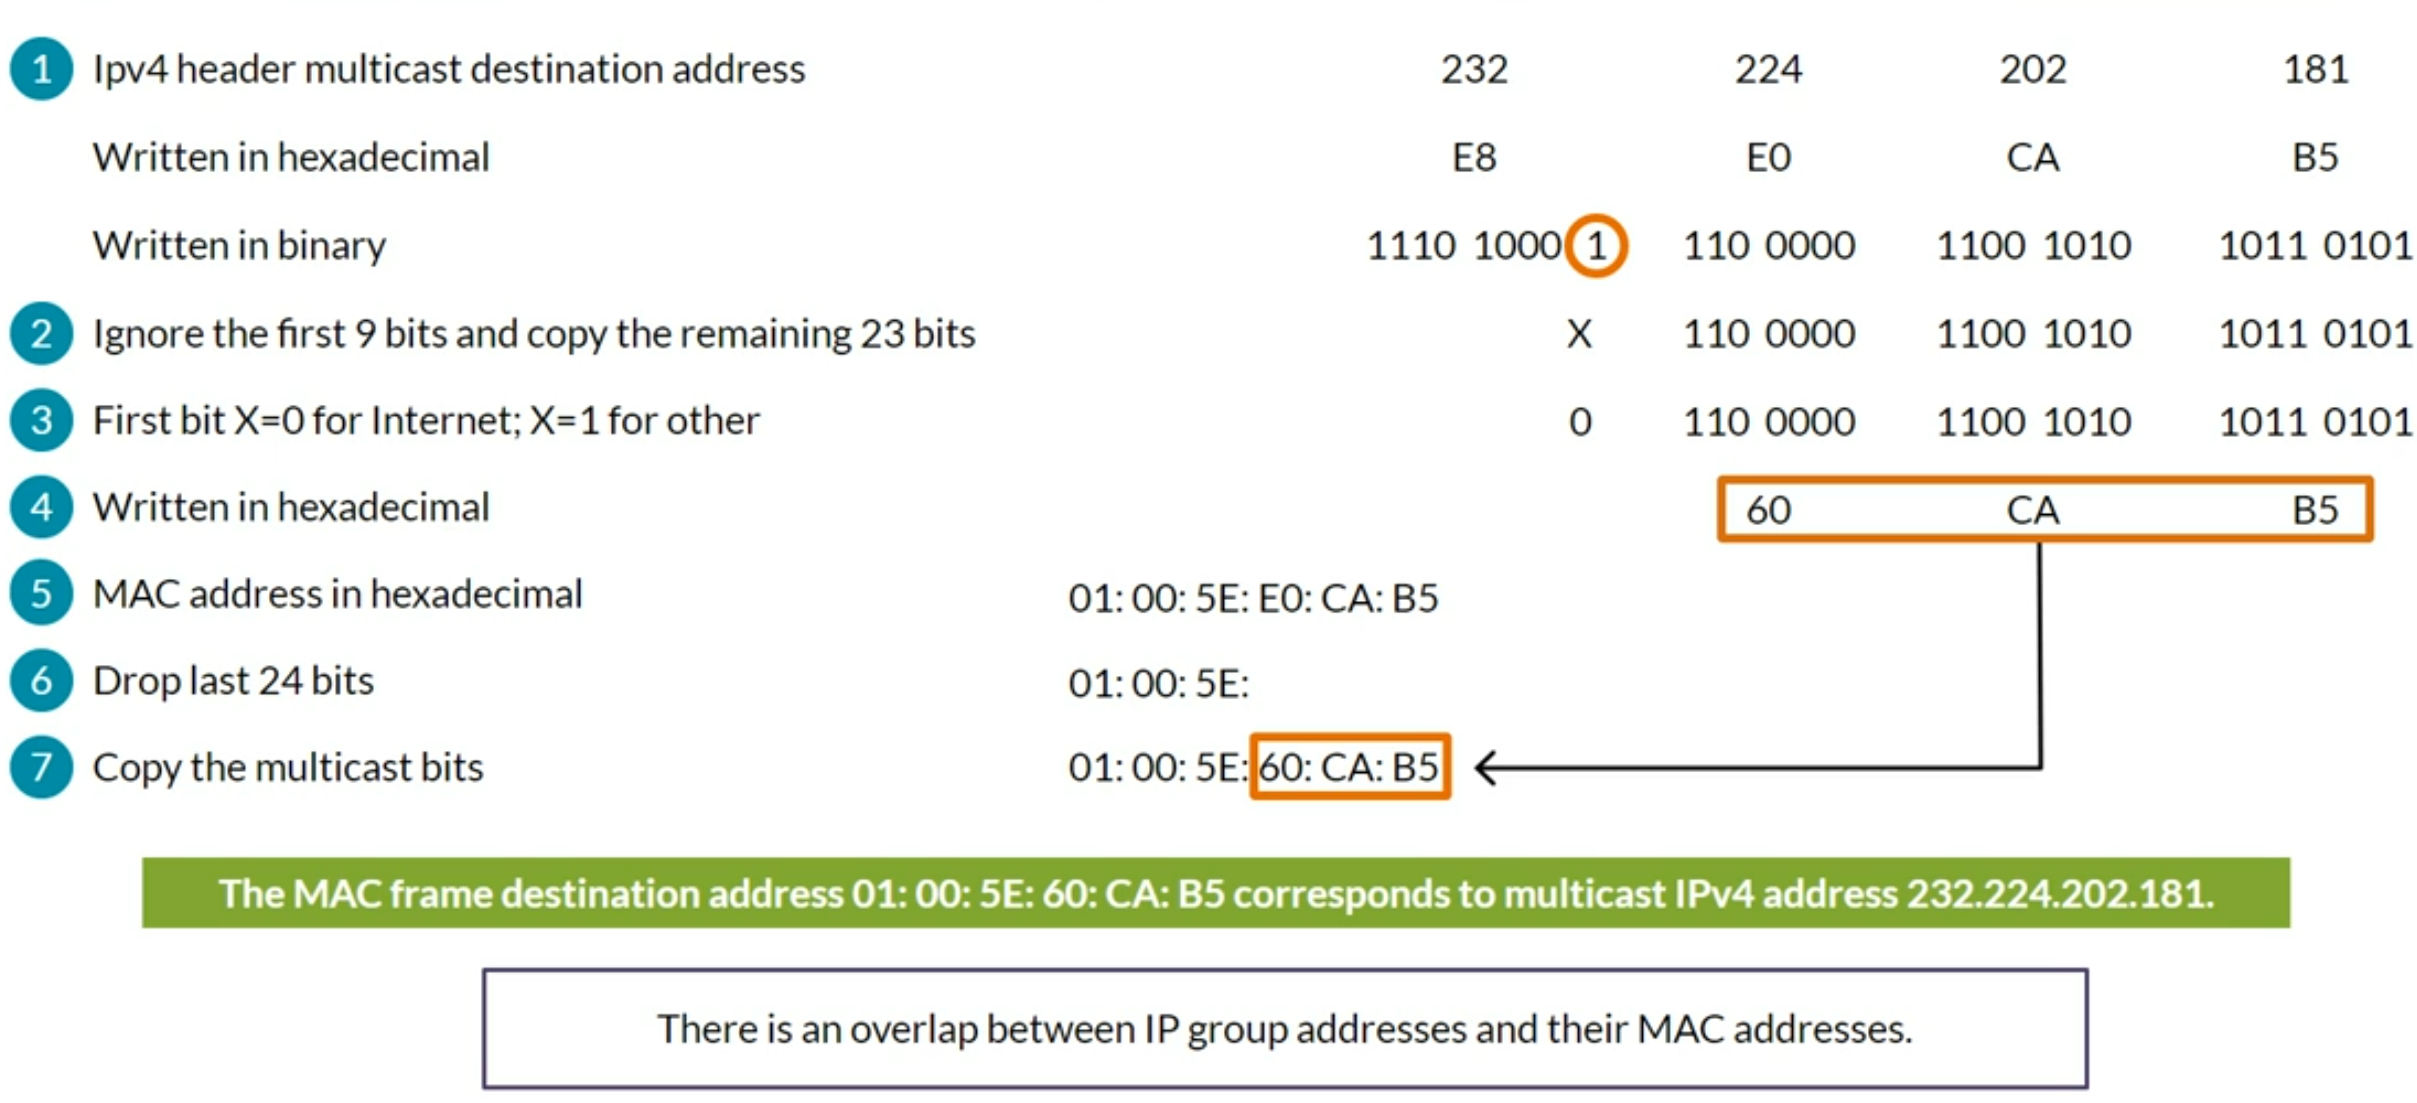 1 Ipv4 header multicast destination address 232 224 202 181
Written in hexadecimal E8 E0 CA B5
Written in binary 1110 1000 1 110 0000 1100 1010 1011 0101
2 Ignore the first 9 bits and copy the remaining 23 bits X 110 0000 1100 1010 1011 0101
3 First bit X=0 for Internet; X=1 for other 0 110 0000 1100 1010 1011 0101
4 Written in hexadecimal 60 CA B5
5 MAC address in hexadecimal 01: 00: 5E: E0: CA: B5
6 Drop last 24 bits 01: 00: 5E:
7 Copy the multicast bits 01: 00: 5E: 60: CA: B5
The MAC frame destination address 01: 00: 5E: 60: CA: B5 corresponds to multicast IPv4 address 232.224.202.181.
There is an overlap between IP group addresses and their MAC addresses.